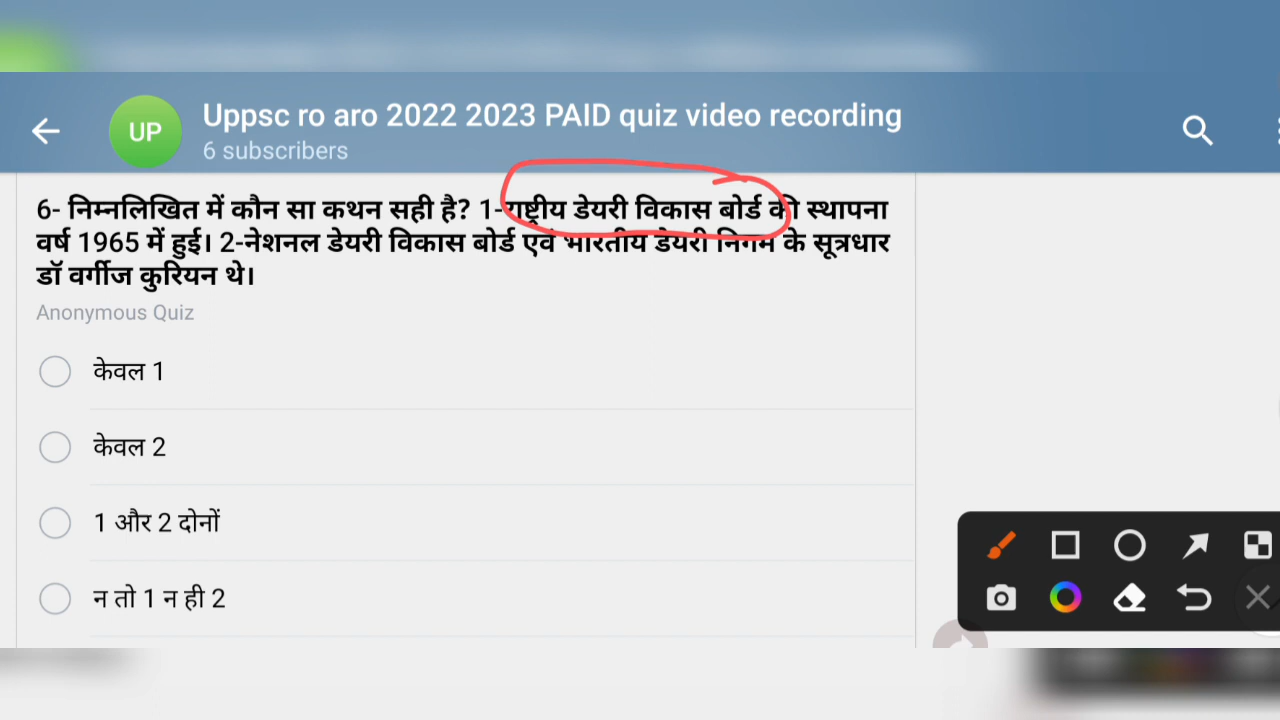 UP
Uppsc ro aro 2022 2023 PAID quiz video recording
6 subscribers
6- निम्नलिखित में कौन सा कथन सही है? 1-राष्ट्रीय डेयरी विकास बोर्ड की स्थापना
वर्ष 1965 में हुई। 2-नेशनल डेयरी विकास बोर्ड एवं भारतीय डेयरी निगम के सूत्रधार
डॉ वर्गीज कुरियन थे।
Anonymous Quiz
केवल 1
केवल 2
1 और 2 दोनों
न तो 1 न ही 2